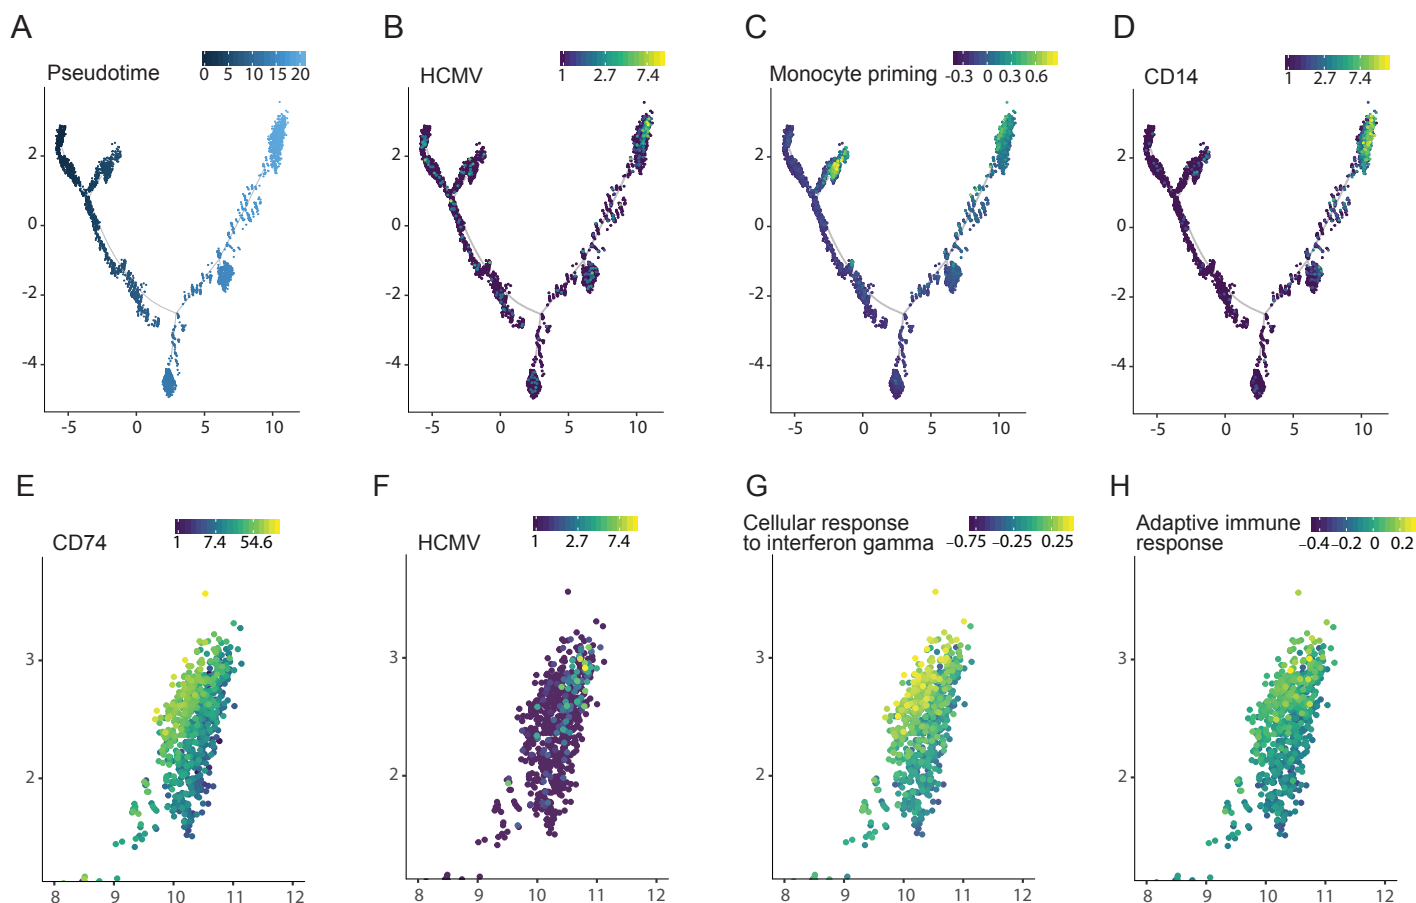 A
B
C
D
Pseudotime
0 5 10 15 20
HCMV
1 2.7 7.4
Monocyte priming
−0.3 0 0.3 0.6
CD14
1 2.7 7.4
2
0
-2
-4
-5 0 5 10
2
0
-2
-4
-5 0 5 10
2
0
-2
-4
-5 0 5 10
2
0
-2
-4
-5 0 5 10
E
F
G
H
CD74
1 7.4 54.6
HCMV
1 2.7 7.4
Cellular response
to interferon gamma
−0.75 −0.25 0.25
Adaptive immune
response
−0.4 −0.2 0 0.2
3
2
8 9 10 11 12
3
2
8 9 10 11 12
3
2
8 9 10 11 12
3
2
8 9 10 11 12